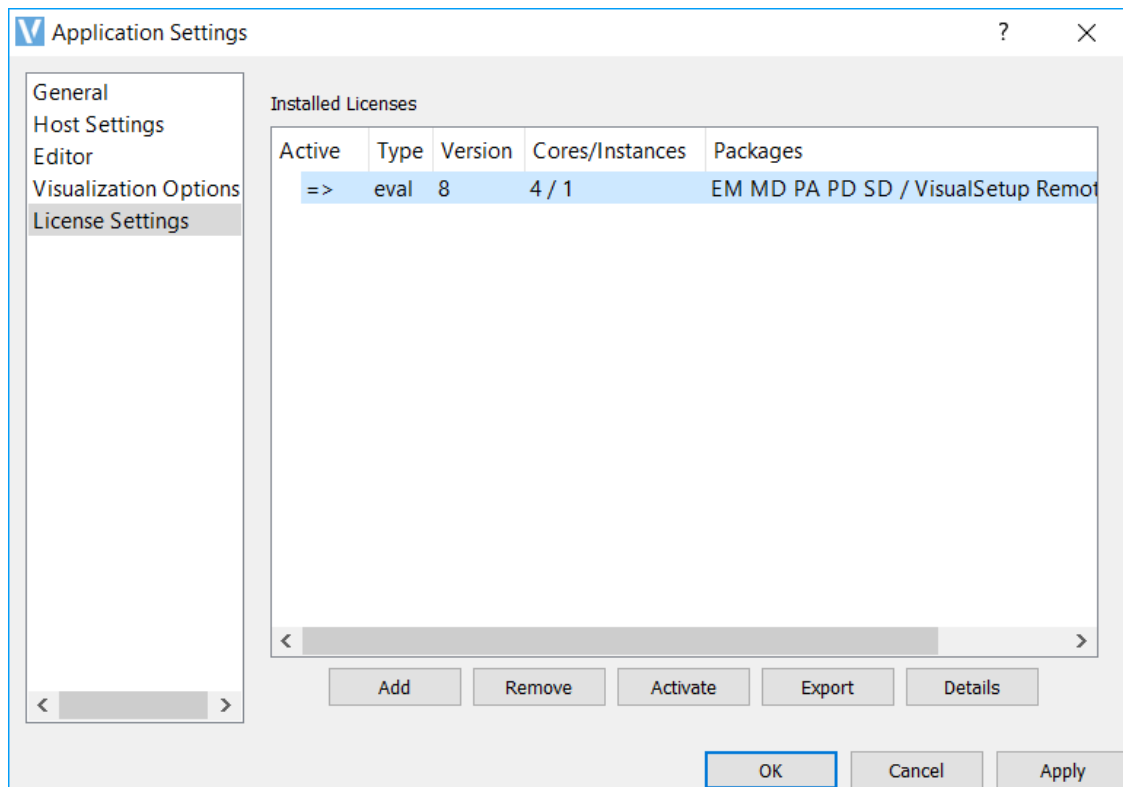 Application Settings ?
General
Host Settings
Editor
Visualization Options
License Settings
Installed Licenses
Active Type Version Cores/Instances Packages
=> eval 8 4 / 1 EM MD PA PD SD / VisualSetup Remot
Add Remove Activate Export Details
OK Cancel Apply